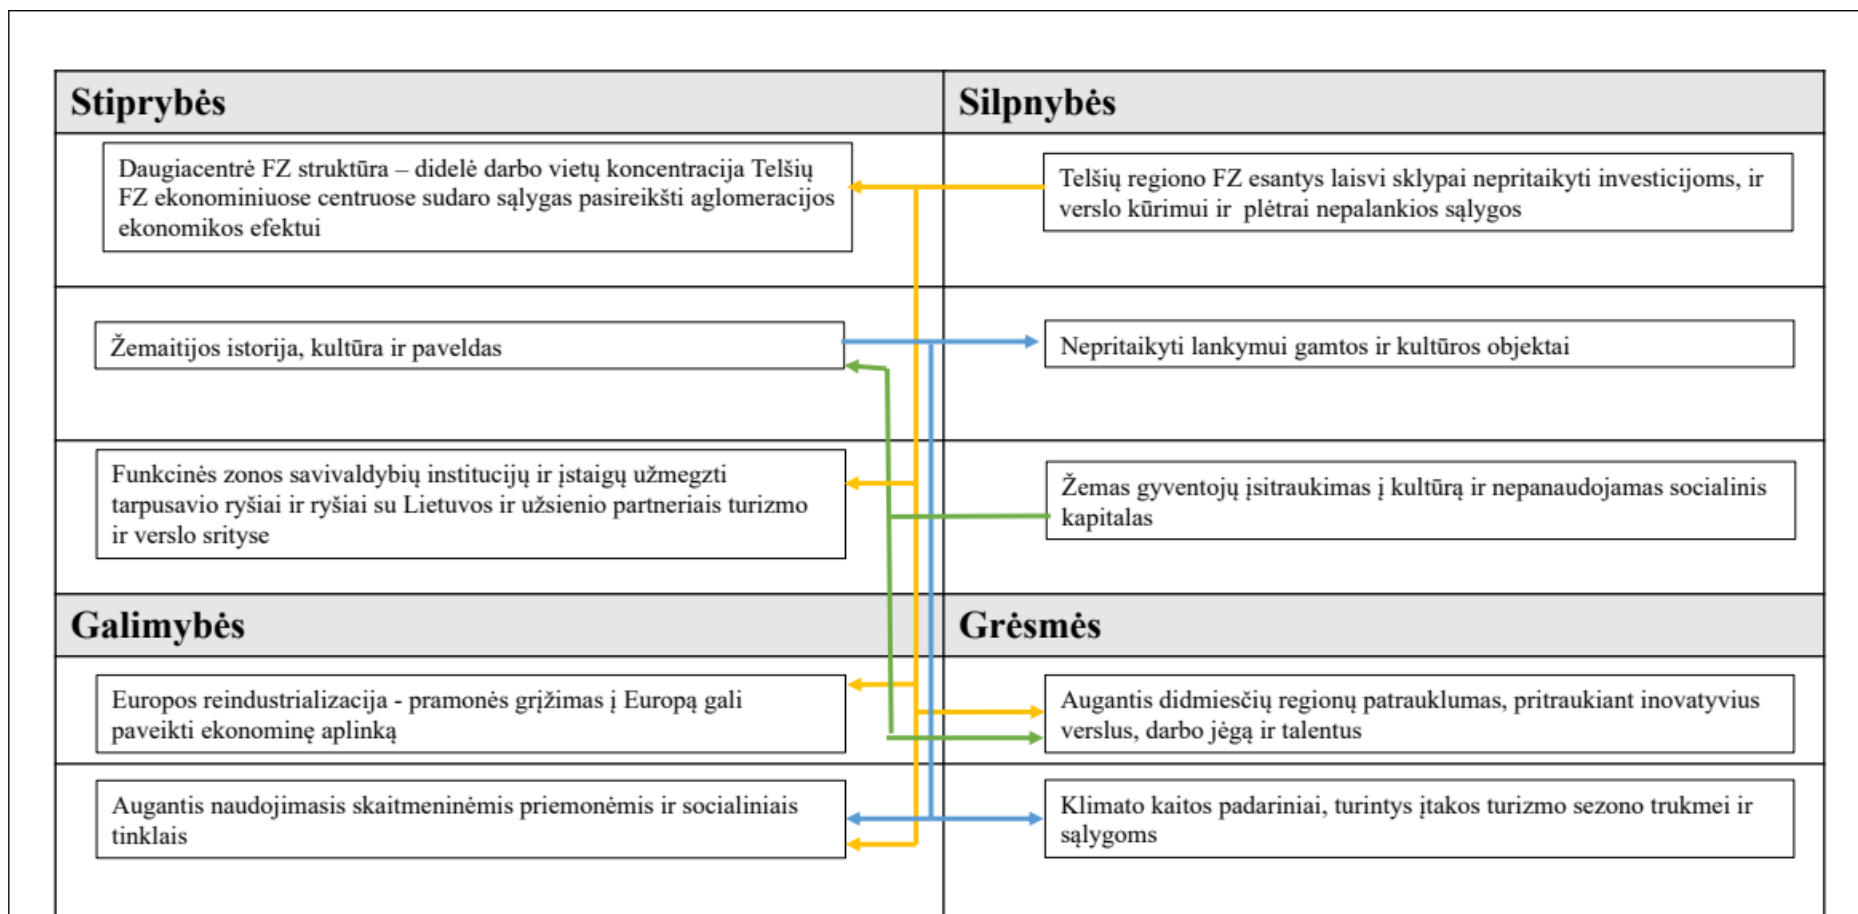 Stiprybės
Silpnybės
Daugiacentrė FZ struktūra – didelė darbo vietų koncentracija Telšių
FZ ekonominiuose centruose sudaro sąlygas pasireikšti aglomeracijos
ekonomikos efektui
Telšių regiono FZ esantys laisvi sklypai nepritaikyti investicijoms, ir
verslo kūrimui ir plėtrai nepalankios sąlygos
Žemaitijos istorija, kultūra ir paveldas
Nepritaikyti lankymui gamtos ir kultūros objektai
Funkcinės zonos savivaldybių institucijų ir įstaigų užmegzti
tarpusavio ryšiai ir ryšiai su Lietuvos ir užsienio partneriais turizmo
ir verslo srityse
Žemas gyventojų įsitraukimas į kultūrą ir nepanaudojamas socialinis
kapitalas
Galimybės
Grėsmės
Europos reindustrializacija - pramonės grįžimas į Europą gali
paveikti ekonominę aplinką
Augantis didmiesčių regionų patrauklumas, pritraukiant inovatyvius
verslus, darbo jėgą ir talentus
Augantis naudojimasis skaitmeninėmis priemonėmis ir socialiniais
tinklais
Klimato kaitos padariniai, turintys įtakos turizmo sezono trukmei ir
sąlygoms